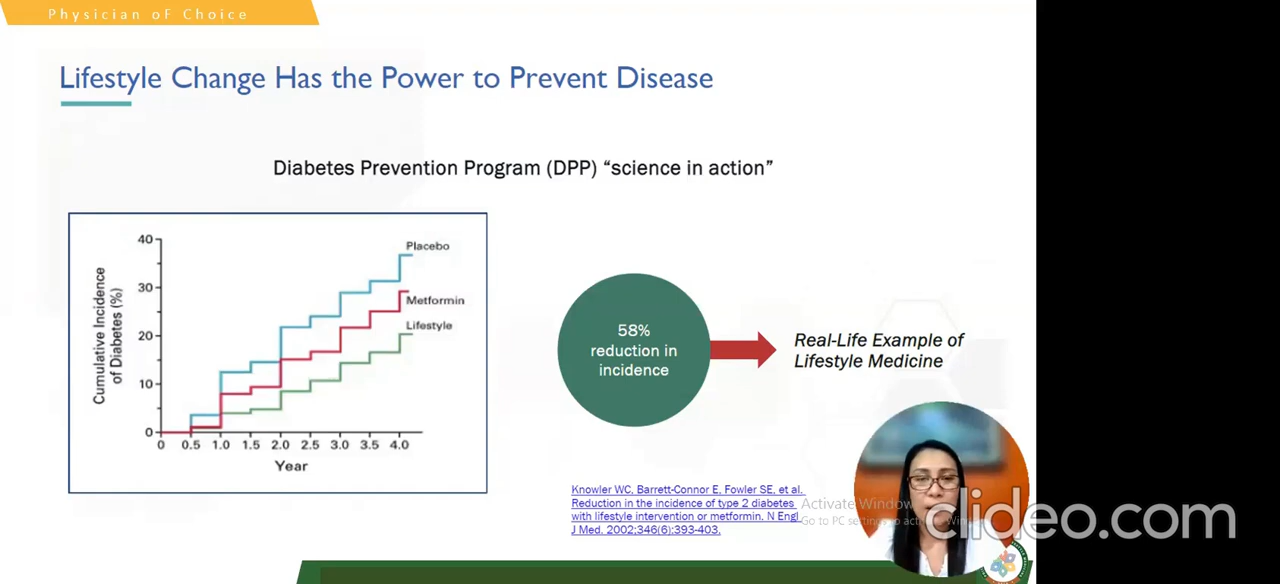 Physician oF Choice
Lifestyle Change Has the Power to Prevent Disease
Diabetes Prevention Program (DPP) “science in action”
Cumulative Incidence
of Diabetes (%)
40
30
20
10
0
Placebo
Metformin
Lifestyle
0 0.5 1.0 1.5 2.0 2.5 3.0 3.5 4.0
Year
58%
reduction in
incidence
Real-Life Example of
Lifestyle Medicine
Knowler WC, Barrett-Connor E, Fowler SE, et al.
Reduction in the incidence of type 2 diabetes
with lifestyle intervention or metformin. N Engl
J Med. 2002;346(6):393-403.
Activate Window
Go to PC settings to
clideo.com